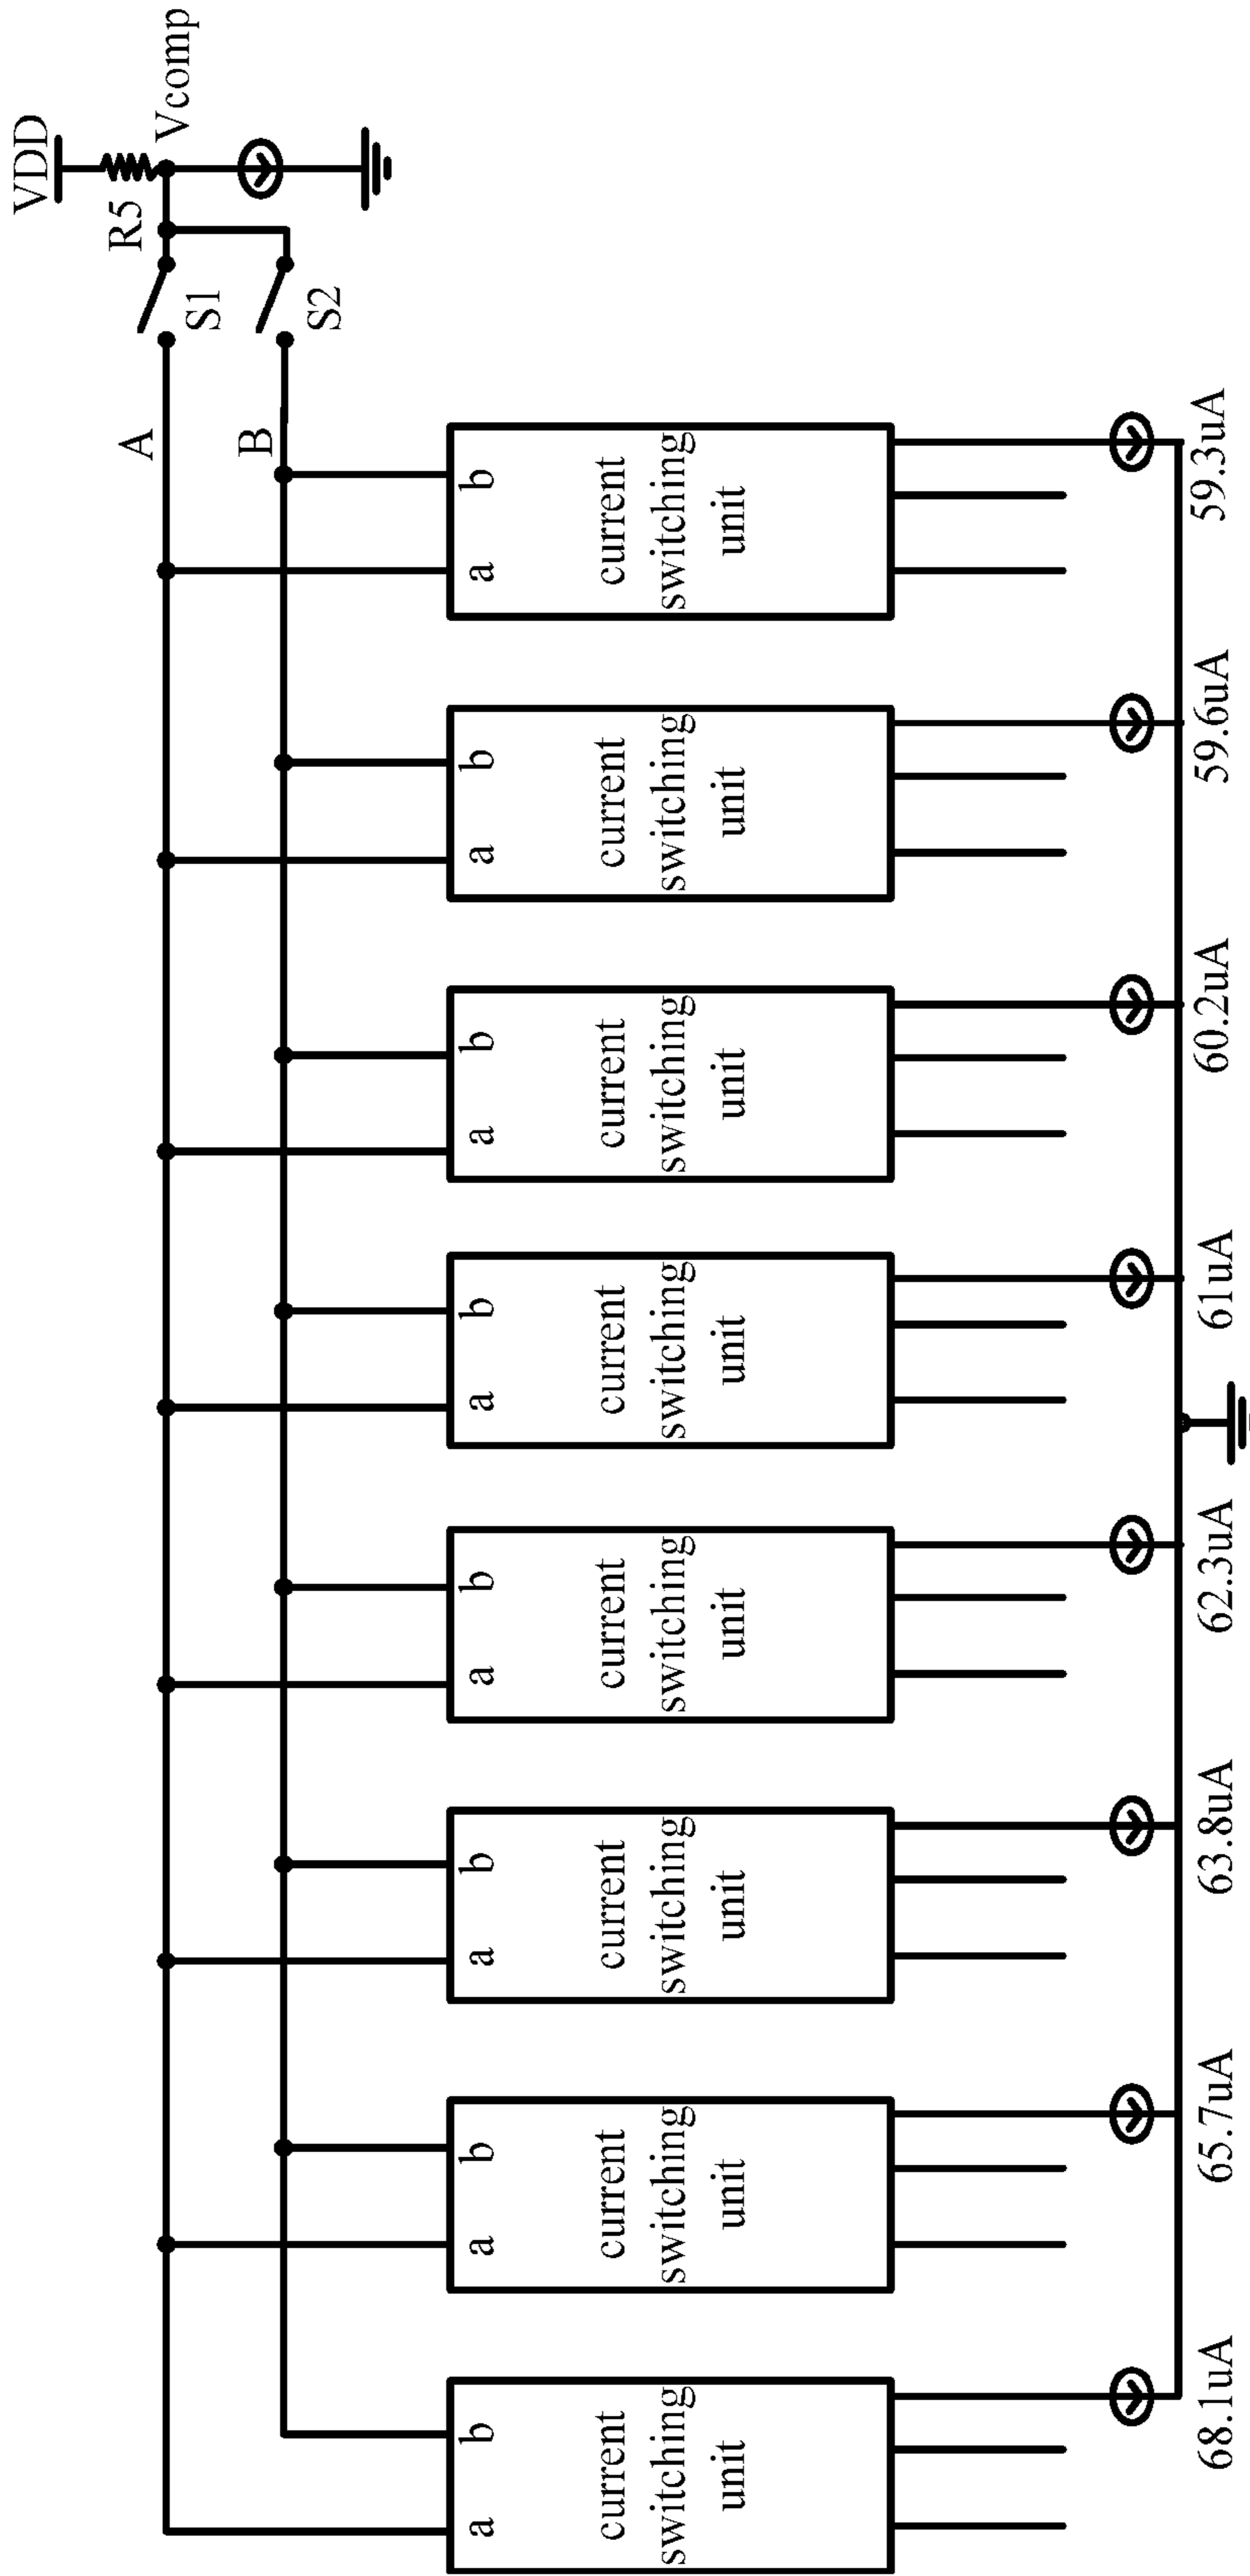 VDD
R5
Vcomp
A
S1
B
S2
a b
current
switching
unit
68.1uA
a b
current
switching
unit
65.7uA
a b
current
switching
unit
63.8uA
a b
current
switching
unit
62.3uA
a b
current
switching
unit
61uA
a b
current
switching
unit
60.2uA
a b
current
switching
unit
59.6uA
a b
current
switching
unit
59.3uA